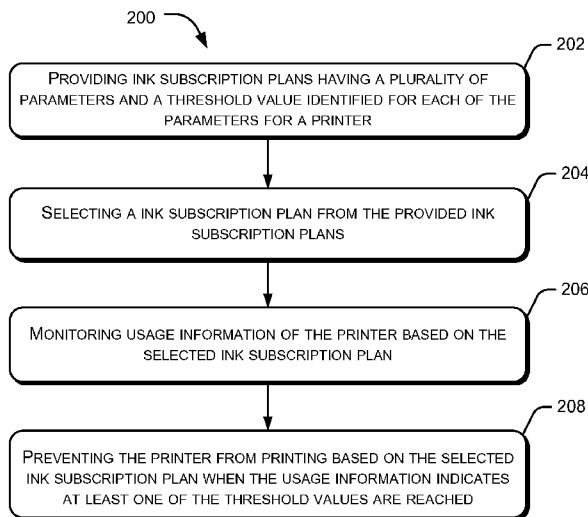 200
202
PROVIDING INK SUBSCRIPTION PLANS HAVING A PLURALITY OF
PARAMETERS AND A THRESHOLD VALUE IDENTIFIED FOR EACH OF THE
PARAMETERS FOR A PRINTER
204
SELECTING A INK SUBSCRIPTION PLAN FROM THE PROVIDED INK
SUBSCRIPTION PLANS
206
MONITORING USAGE INFORMATION OF THE PRINTER BASED ON THE
SELECTED INK SUBSCRIPTION PLAN
208
PREVENTING THE PRINTER FROM PRINTING BASED ON THE SELECTED
INK SUBSCRIPTION PLAN WHEN THE USAGE INFORMATION INDICATES
AT LEAST ONE OF THE THRESHOLD VALUES ARE REACHED